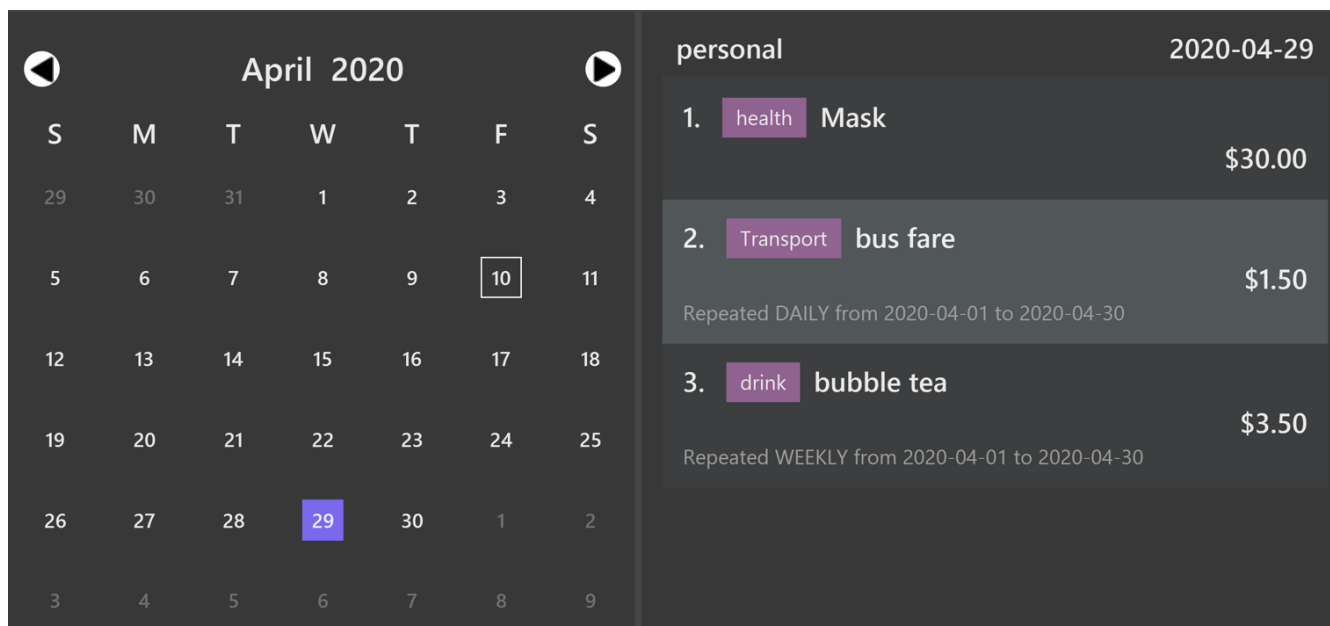 April 2020
S M T W T F S
29 30 31 1 2 3 4
5 6 7 8 9 10 11
12 13 14 15 16 17 18
19 20 21 22 23 24 25
26 27 28 29 30 1 2
3 4 5 6 7 8 9
personal 2020-04-29
1. health Mask
$30.00
2. Transport bus fare
$1.50
Repeated DAILY from 2020-04-01 to 2020-04-30
3. drink bubble tea
$3.50
Repeated WEEKLY from 2020-04-01 to 2020-04-30